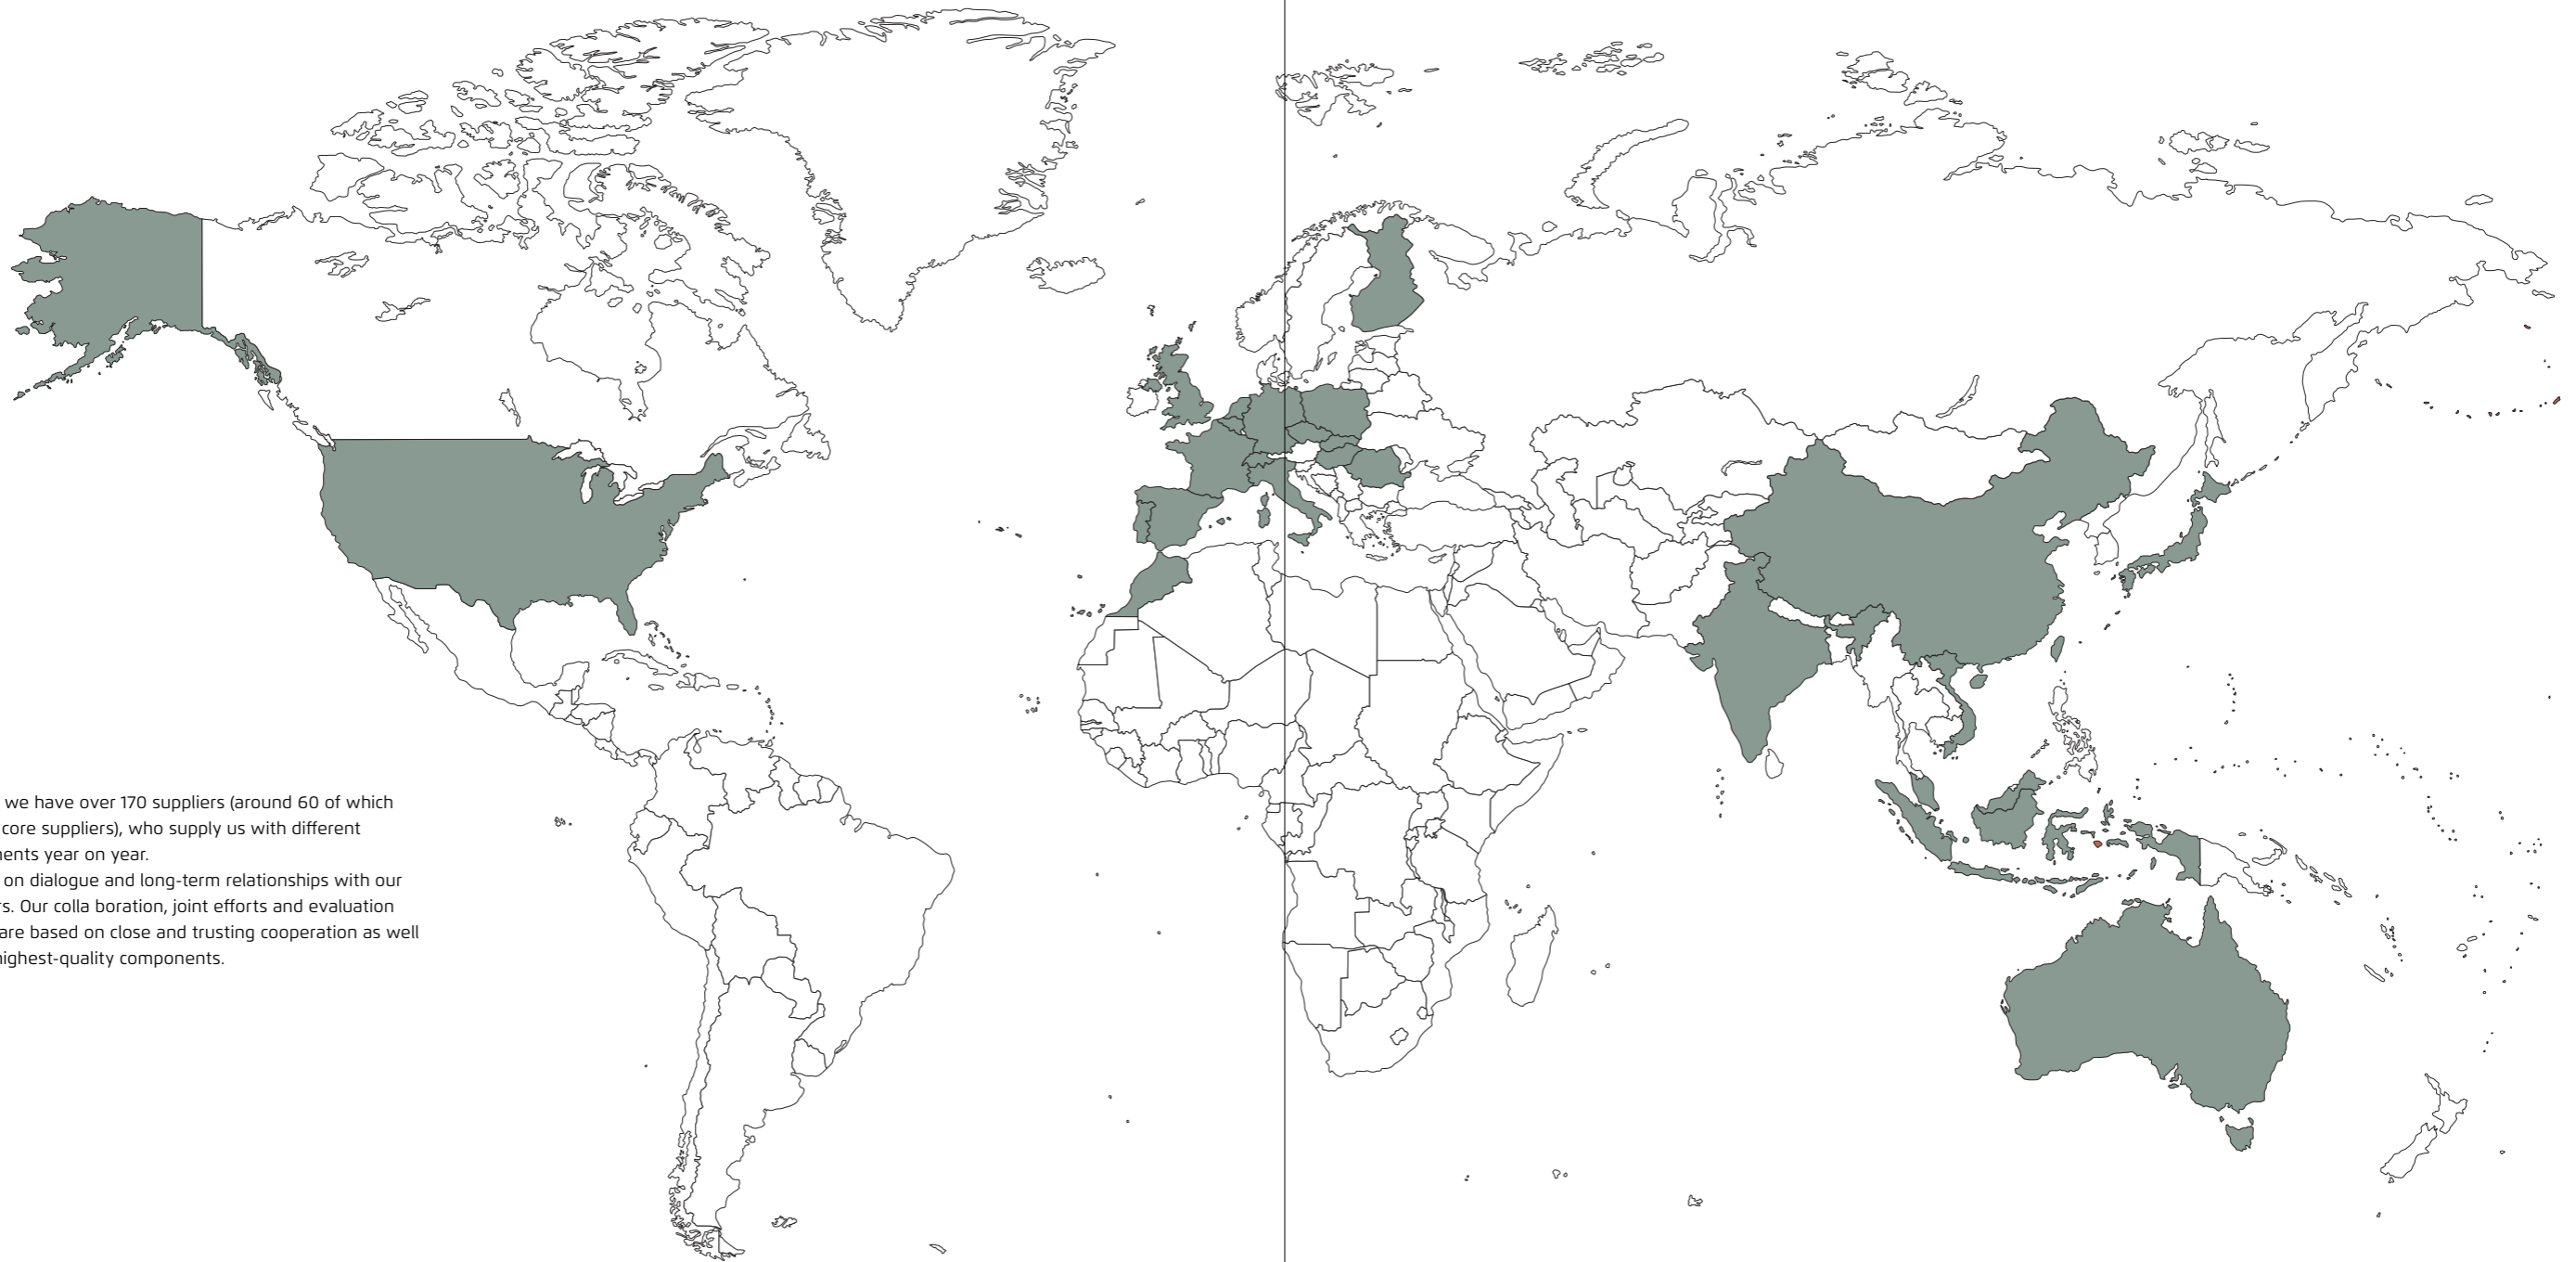 we have over 170 suppliers (around 60 of which
core suppliers), who supply us with different
year on year.
on dialogue and long-term relationships with our
Our colla boration, joint efforts and evaluation
are based on close and trusting cooperation as well
highest-quality components.